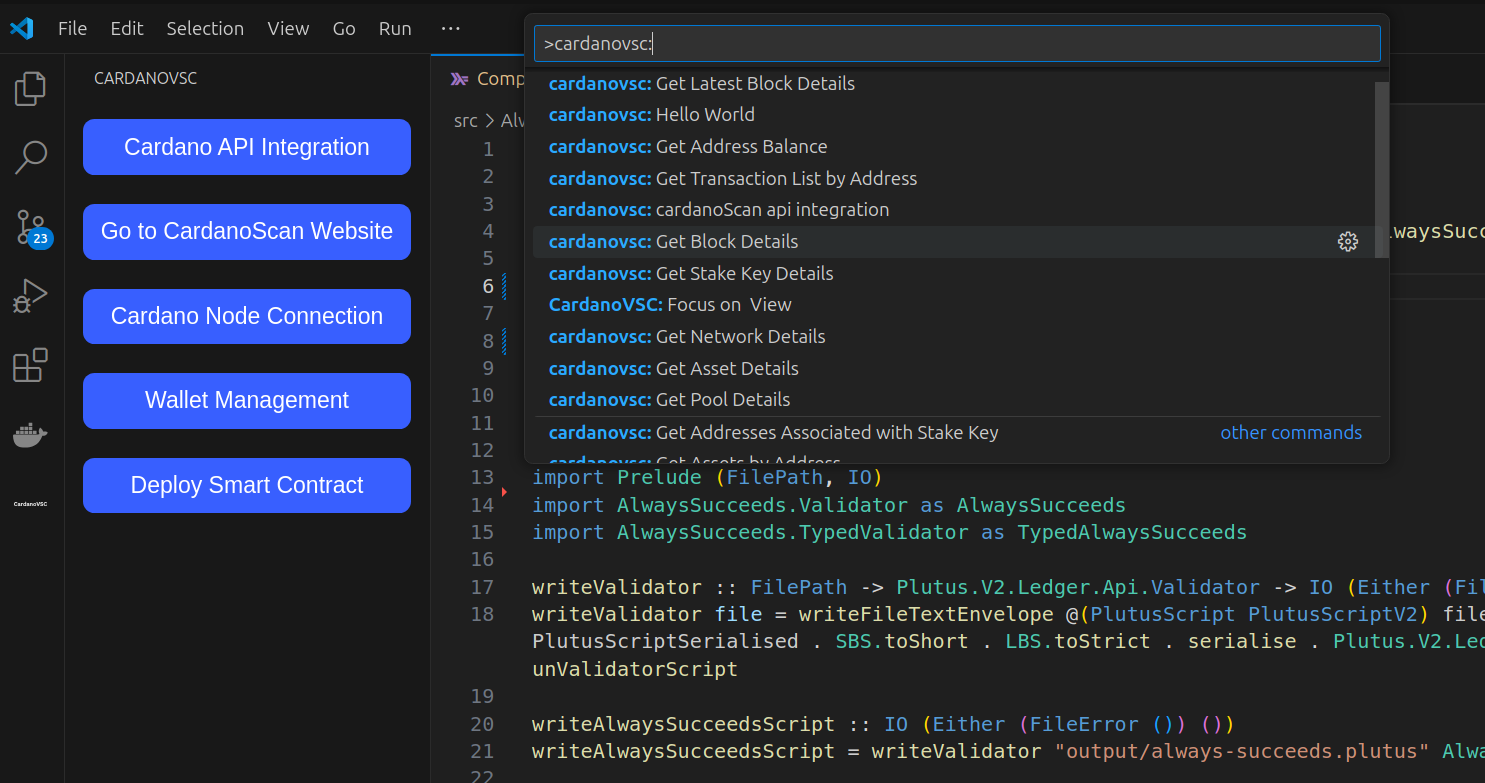 File Edit Selection View Go Run ···
>cardanovsc:
CARDANOVSC
Cardano API Integration
Go to CardanoScan Website
Cardano Node Connection
Wallet Management
Deploy Smart Contract
23
CardanoVSC
Comp
src > Alw
cardanovsc: Get Latest Block Details
cardanovsc: Hello World
cardanovsc: Get Address Balance
cardanovsc: Get Transaction List by Address
cardanovsc: cardanoScan api integration
cardanovsc: Get Block Details
cardanovsc: Get Stake Key Details
CardanoVSC: Focus on  View
cardanovsc: Get Network Details
cardanovsc: Get Asset Details
cardanovsc: Get Pool Details
cardanovsc: Get Addresses Associated with Stake Key other commands
cardanovsc: Get Assets by Address
1
2
3
4 lwaysSucc
5
6
7
8
9
10
11
12
13 import Prelude (FilePath, IO)
14 import AlwaysSucceeds.Validator as AlwaysSucceeds
15 import AlwaysSucceeds.TypedValidator as TypedAlwaysSucceeds
16
17 writeValidator :: FilePath -> Plutus.V2.Ledger.Api.Validator -> IO (Either (Fil
18 writeValidator file = writeFileTextEnvelope @(PlutusScript PlutusScriptV2) file
PlutusScriptSerialised . SBS.toShort . LBS.toStrict . serialise . Plutus.V2.Led
unValidatorScript
19
20 writeAlwaysSucceedsScript :: IO (Either (FileError ()) ())
21 writeAlwaysSucceedsScript = writeValidator "output/always-succeeds.plutus" Alwa
22